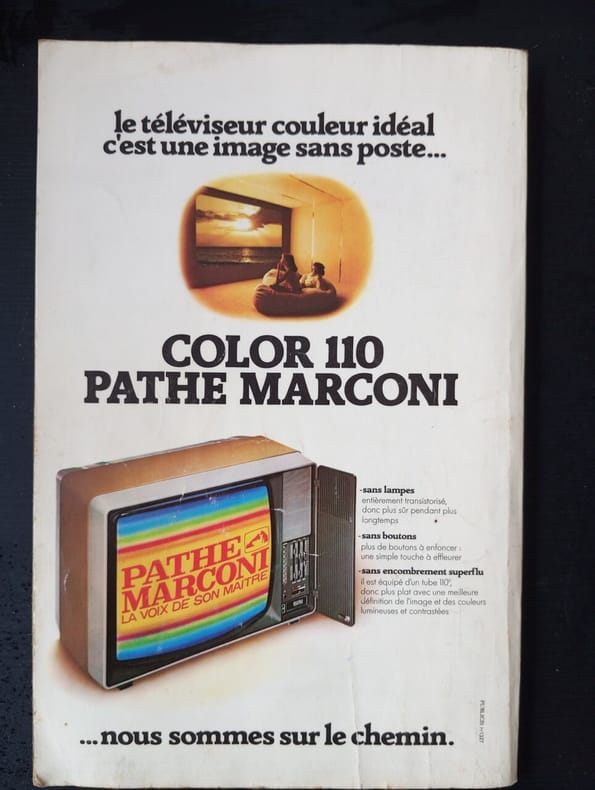 le téléviseur couleur idéal
c'est une image sans poste...
COLOR 110
PATHE MARCONI
-sans lampes
entièrement transistorisé,
donc plus sûr pendant plus
longtemps
-sans boutons
plus de boutons à enfoncer :
une simple touche à effleurer
-sans encombrement superflu
il est équipé d'un tube 110°,
donc plus plat avec une meilleure
définition de l'image et des couleurs
lumineuses et contrastées
PATHE
MARCONI
LA VOIX DE SON MAITRE
...nous sommes sur le chemin.